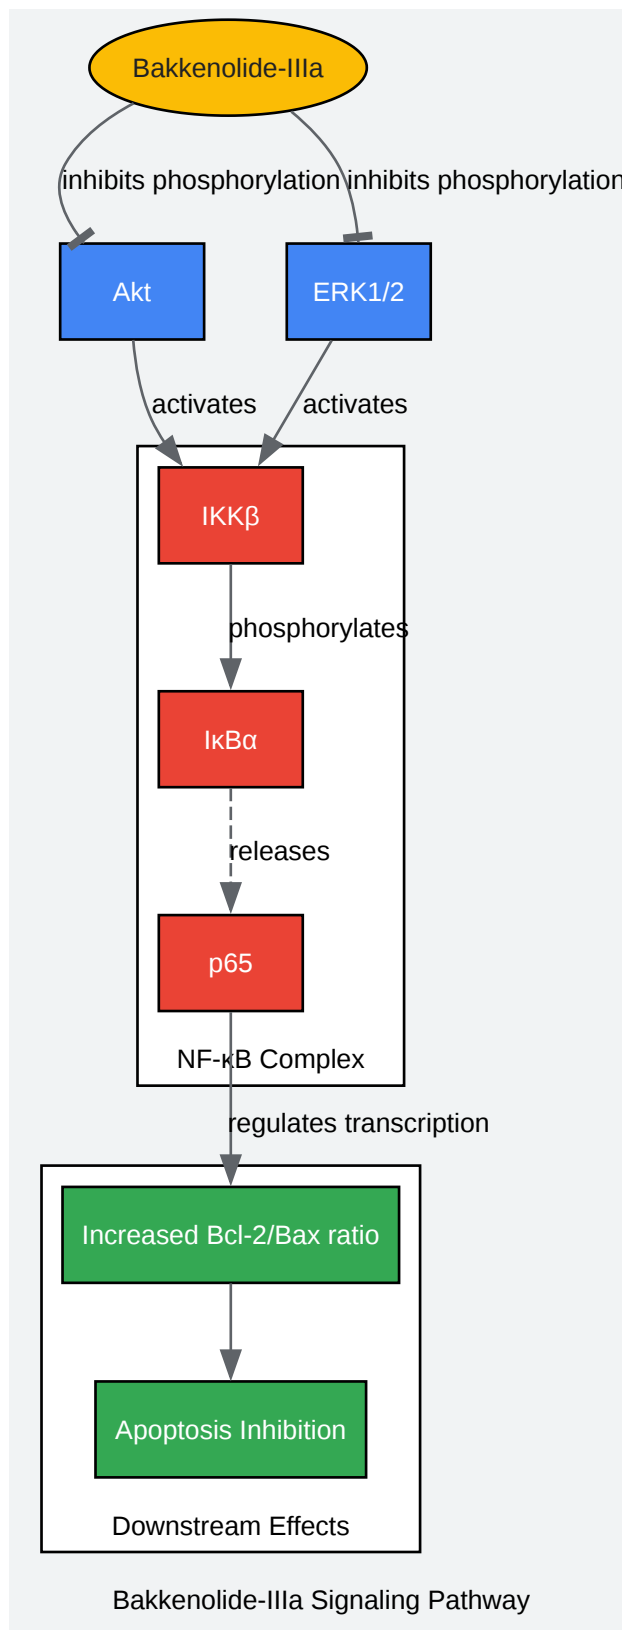 Bakkenolide-IIIa
inhibits phosphorylation
inhibits phosphorylation
Akt
ERK1/2
activates
activates
IKKβ
phosphorylates
IκBα
releases
p65
NF-κB Complex
regulates transcription
Increased Bcl-2/Bax ratio
Apoptosis Inhibition
Downstream Effects
Bakkenolide-IIIa Signaling Pathway